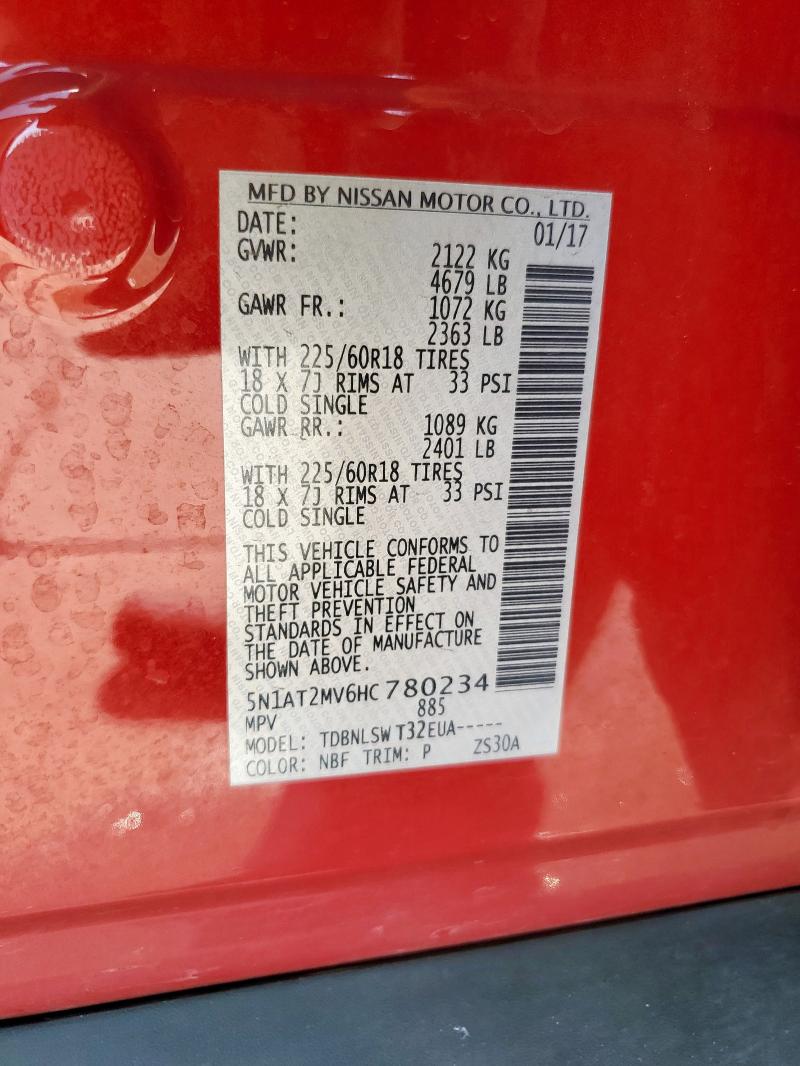 MFD BY NISSAN MOTOR CO., LTD.
DATE: 01/17
GVWR: 2122 KG
4679 LB
GAWR FR.: 1072 KG
2363 LB
WITH 225/60R18 TIRES
18 X 7J RIMS AT 33 PSI
COLD SINGLE
GAWR RR.: 1089 KG
2401 LB
WITH 225/60R18 TIRES
18 X 7J RIMS AT 33 PSI
COLD SINGLE
THIS VEHICLE CONFORMS TO
ALL APPLICABLE FEDERAL
MOTOR VEHICLE SAFETY AND
THEFT PREVENTION
STANDARDS IN EFFECT ON
THE DATE OF MANUFACTURE
SHOWN ABOVE.
5N1AT2MV6HC780234
MPV 885
MODEL: TDBNLSW T32EUA-----
COLOR: NBF TRIM: P ZS30A